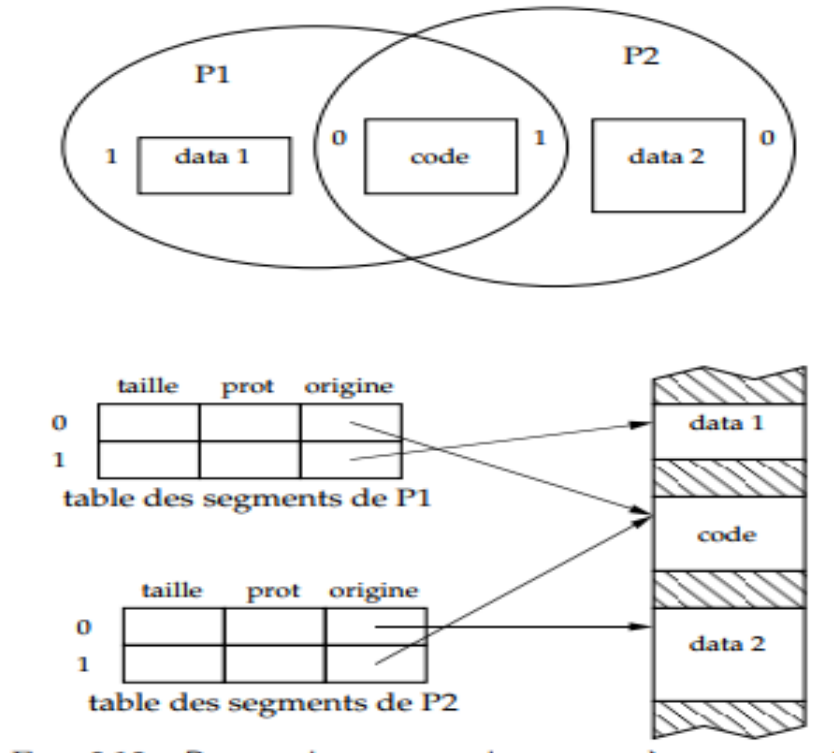 P1
P2
1
data 1
0
code
1
data 2
0
taille prot origine
0
1
table des segments de P1
taille prot origine
0
1
table des segments de P2
data 1
code
data 2